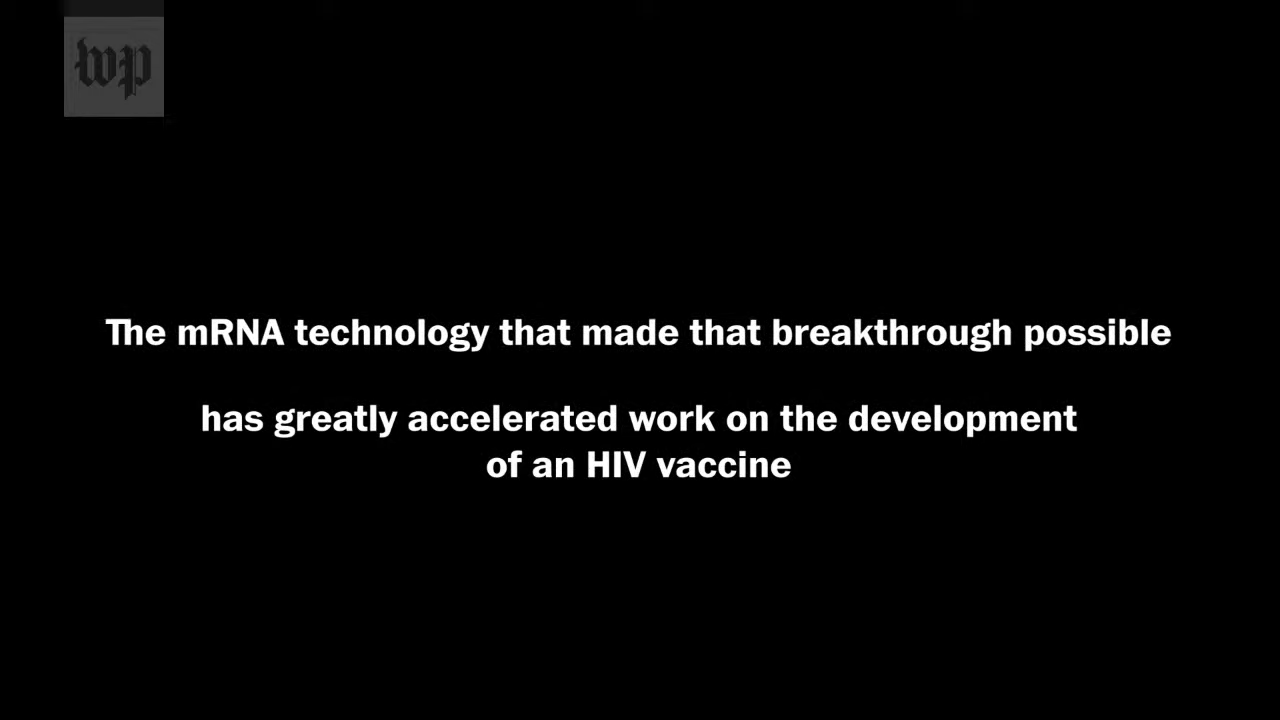 wp
The mRNA technology that made that breakthrough possible
has greatly accelerated work on the development
of an HIV vaccine